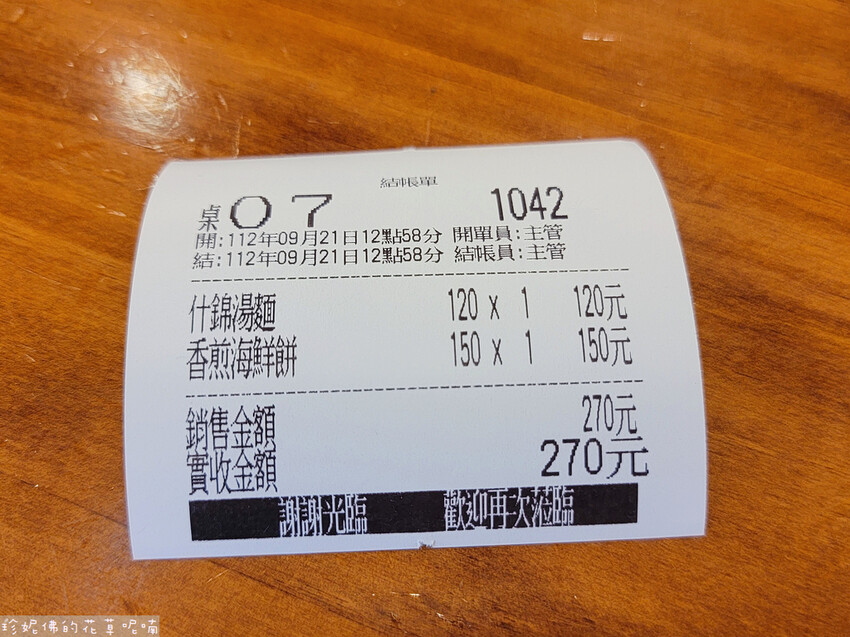 結帳單
桌07 1042
開:112年09月21日12點58分 開單員:主管
結:112年09月21日12點58分 結帳員:主管
什錦湯麵 120 x 1 120元
香煎海鮮餅 150 x 1 150元
銷售金額 270元
實收金額 270元
謝謝光臨 歡迎再次蒞臨
珍妮佛的花草呢喃